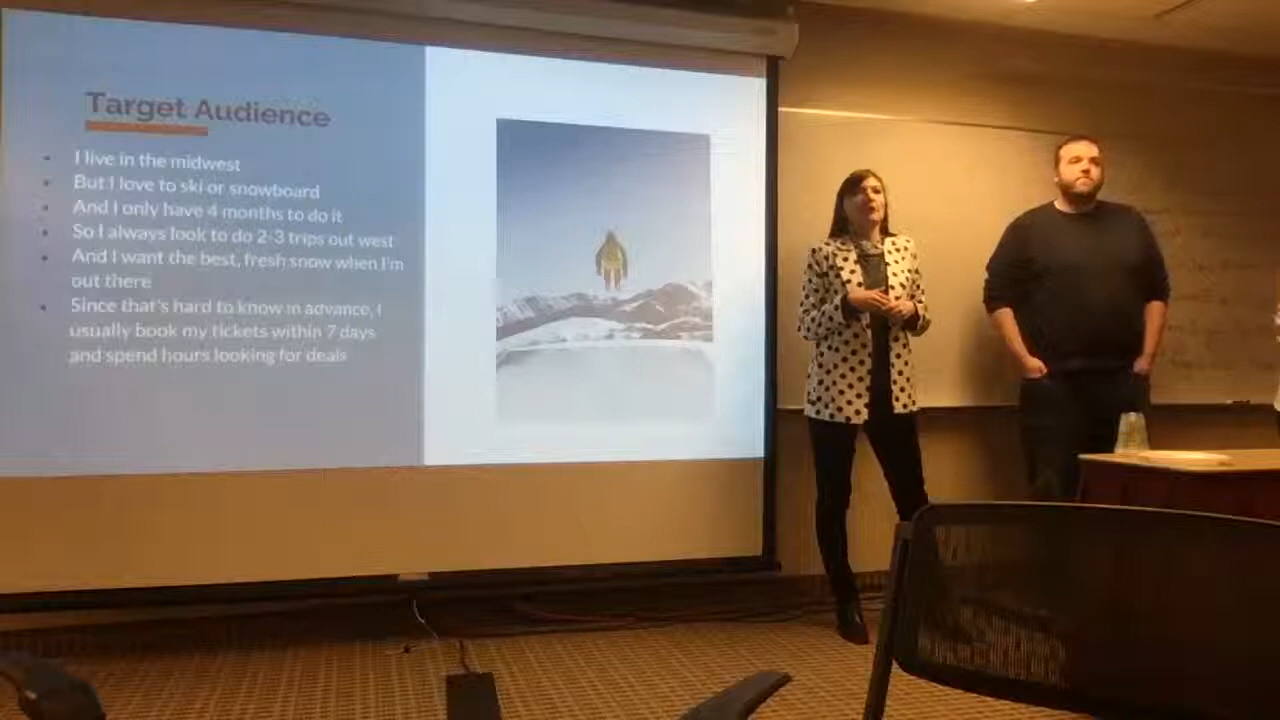 Target Audience
I live in the midwest
But I love to ski or snowboard
And I only have 4 months to do it
So I always look to do 2-3 trips out west
And I want the best, fresh snow when I'm
out there
Since that's hard to know in advance, I
usually book my tickets within 7 days
and spend hours looking for deals